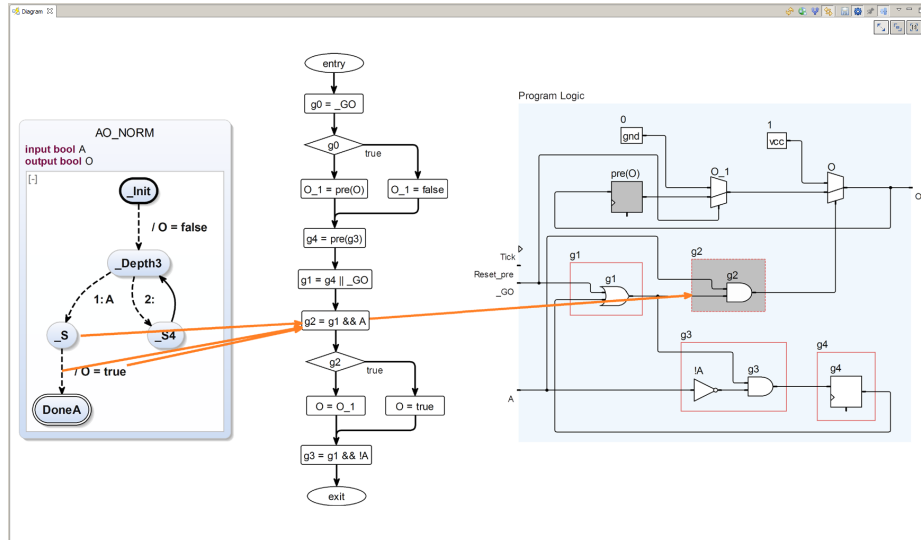 Diagram
AO_NORM
input bool A
output bool O
[-]
_Init
/ O = false
_Depth3
1: A
2:
_S
_S4
/ O = true
DoneA
entry
g0 = _GO
g0
true
O_1 = pre(O)
O_1 = false
g4 = pre(g3)
g1 = g4 || _GO
g2 = g1 && A
g2
true
O = O_1
O = true
g3 = g1 && !A
exit
Program Logic
0
gnd
1
vcc
pre(O)
O_1
O
O
Tick
Reset_pre
_GO
A
g1
g1
g2
g2
g3
!A
g3
g4
g4